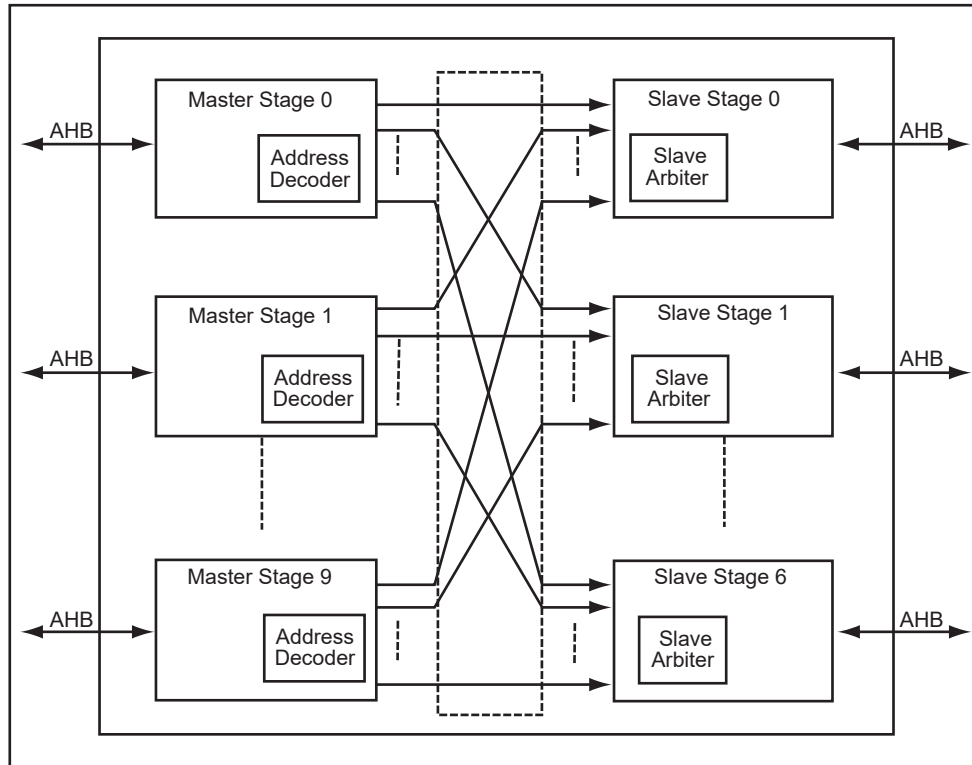 Master Stage 0
Slave Stage 0
AHB
Address
Decoder
Slave
Arbiter
AHB
Master Stage 1
Slave Stage 1
AHB
Address
Decoder
Slave
Arbiter
AHB
Master Stage 9
Slave Stage 6
AHB
Address
Decoder
Slave
Arbiter
AHB